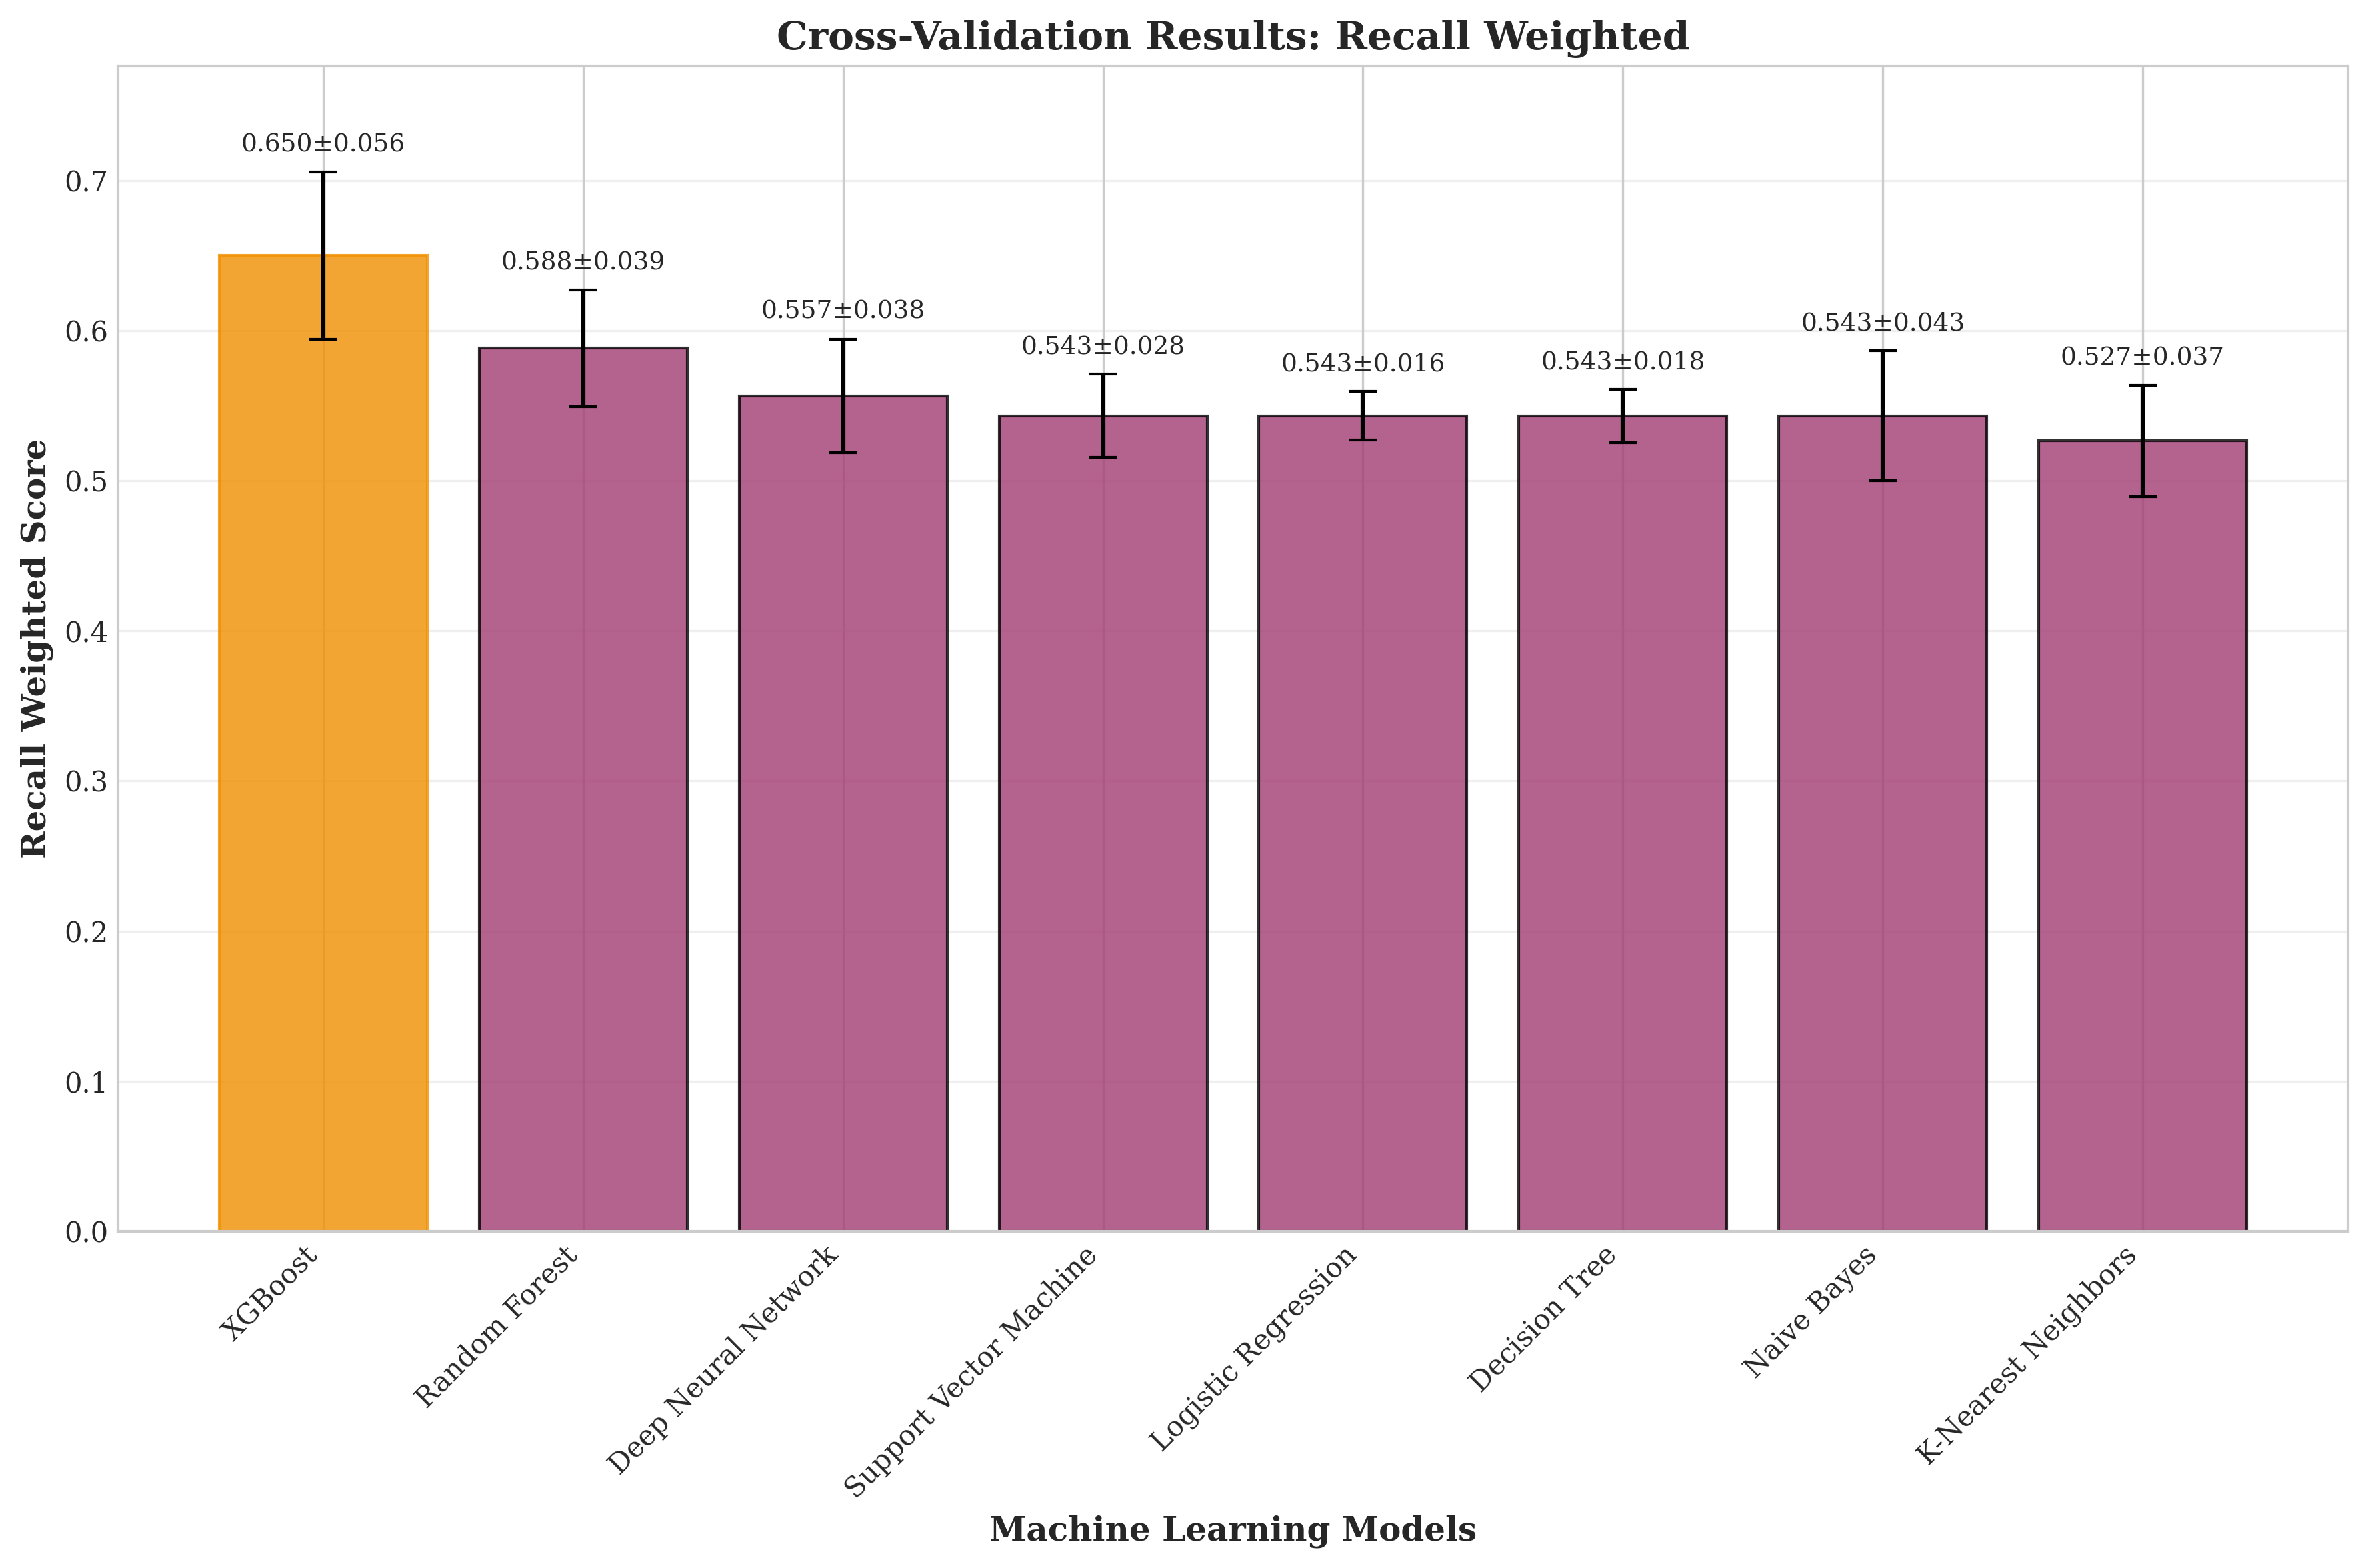 Cross-Validation Results: Recall Weighted
Recall Weighted Score
0.7
0.6
0.5
0.4
0.3
0.2
0.1
0.0
0.650±0.056
0.588±0.039
0.557±0.038
0.543±0.028
0.543±0.016
0.543±0.018
0.543±0.043
0.527±0.037
XGBoost
Random Forest
Deep Neural Network
Support Vector Machine
Logistic Regression
Decision Tree
Naive Bayes
K-Nearest Neighbors
Machine Learning Models